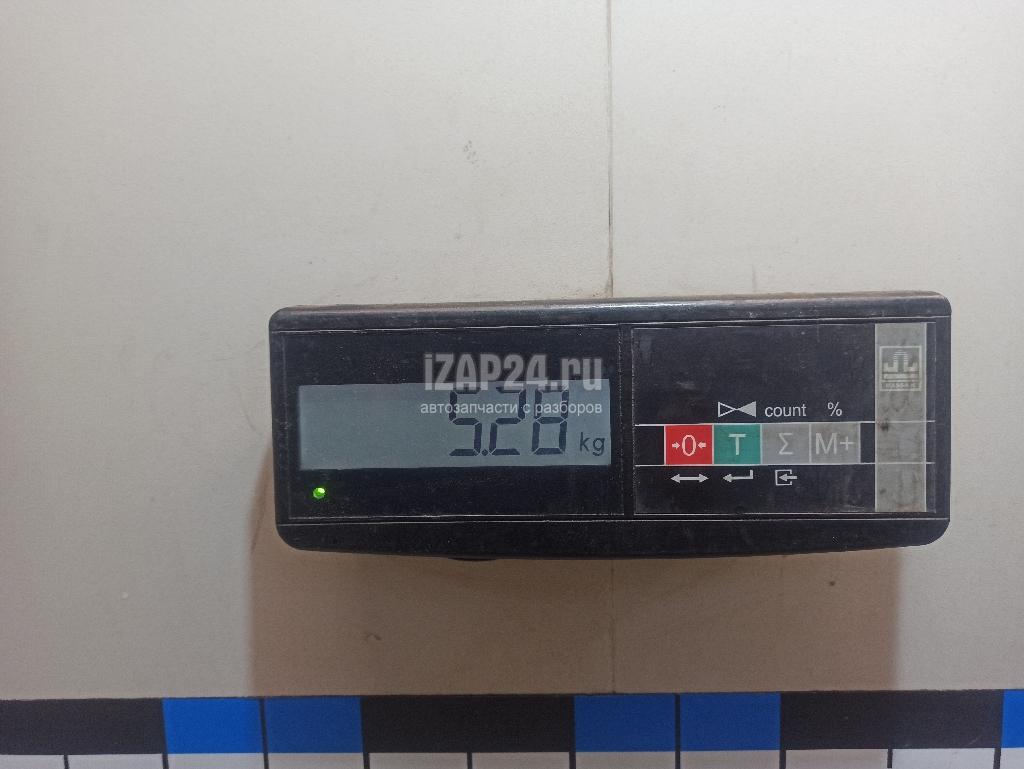 iZAP24.ru
автозапчасти с разборов
5.28 kg
count %
→0← T Σ M+